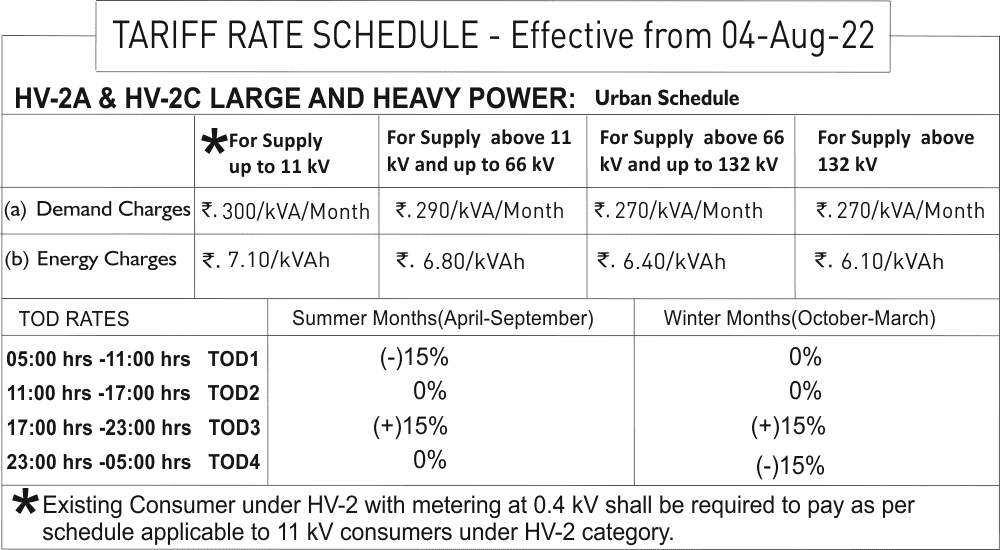 TARIFF RATE SCHEDULE - Effective from 04-Aug-22
HV-2A & HV-2C LARGE AND HEAVY POWER: Urban Schedule
*For Supply up to 11 kV For Supply above 11 kV and up to 66 kV For Supply above 66 kV and up to 132 kV For Supply above 132 kV
(a) Demand Charges ₹. 300/kVA/Month ₹. 290/kVA/Month ₹. 270/kVA/Month ₹. 270/kVA/Month
(b) Energy Charges ₹. 7.10/kVAh ₹. 6.80/kVAh ₹. 6.40/kVAh ₹. 6.10/kVAh
TOD RATES Summer Months(April-September) Winter Months(October-March)
05:00 hrs -11:00 hrs TOD1 (-)15% 0%
11:00 hrs -17:00 hrs TOD2 0% 0%
17:00 hrs -23:00 hrs TOD3 (+)15% (+)15%
23:00 hrs -05:00 hrs TOD4 0% (-)15%
*Existing Consumer under HV-2 with metering at 0.4 kV shall be required to pay as per
schedule applicable to 11 kV consumers under HV-2 category.